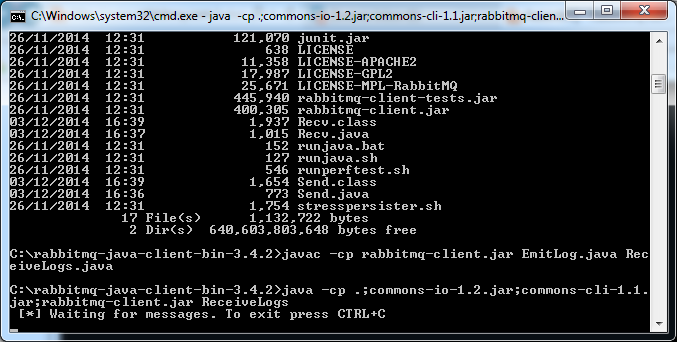 C:\Windows\system32\cmd.exe - java -cp .;commons-io-1.2.jar;commons-cli-1.1.jar;rabbitmq-clien...
26/11/2014  12:31           121,070 junit.jar
26/11/2014  12:31               638 LICENSE
26/11/2014  12:31            11,358 LICENSE-APACHE2
26/11/2014  12:31            17,987 LICENSE-GPL2
26/11/2014  12:31            25,671 LICENSE-MPL-RabbitMQ
26/11/2014  12:31           445,940 rabbitmq-client-tests.jar
26/11/2014  12:31           400,305 rabbitmq-client.jar
03/12/2014  16:39             1,937 Recv.class
03/12/2014  16:37             1,015 Recv.java
26/11/2014  12:31               152 runjava.bat
26/11/2014  12:31               127 runjava.sh
26/11/2014  12:31               546 runperftest.sh
03/12/2014  16:39             1,654 Send.class
03/12/2014  16:36               773 Send.java
26/11/2014  12:31             1,754 stresspersister.sh
17 File(s)      1,132,722 bytes
2 Dir(s)  640,603,803,648 bytes free
C:\rabbitmq-java-client-bin-3.4.2>javac -cp rabbitmq-client.jar EmitLog.java Rec
eiveLogs.java
C:\rabbitmq-java-client-bin-3.4.2>java -cp .;commons-io-1.2.jar;commons-cli-1.1.
jar;rabbitmq-client.jar ReceiveLogs
[*] Waiting for messages. To exit press CTRL+C